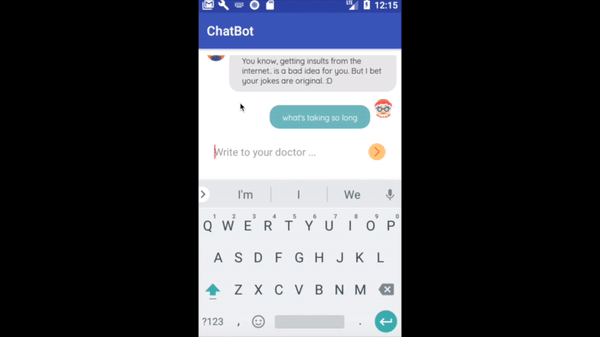 LTE 12:15
ChatBot
You know, getting insults from the
internet, is a bad idea for you. But I bet
your jokes are original. :D
what's taking so long
Write to your doctor ...
I'm I We
1 2 3 4 5 6 7 8 9 0
Q W E R T Y U I O P
A S D F G H J K L
Z X C V B N M
?123 , .